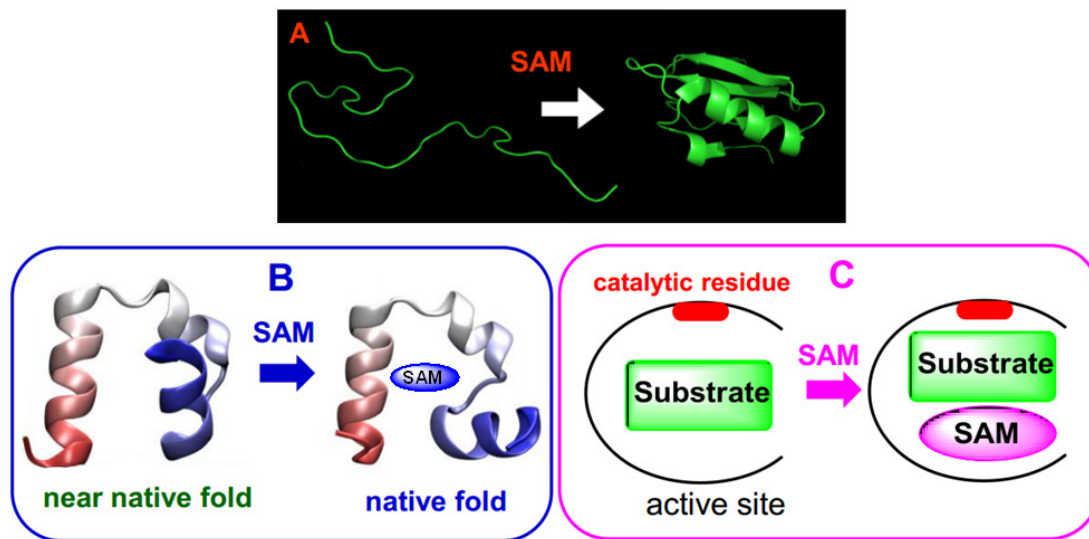 A
SAM
B
SAM
SAM
near native fold
native fold
C
catalytic residue
SAM
Substrate
Substrate
SAM
active site